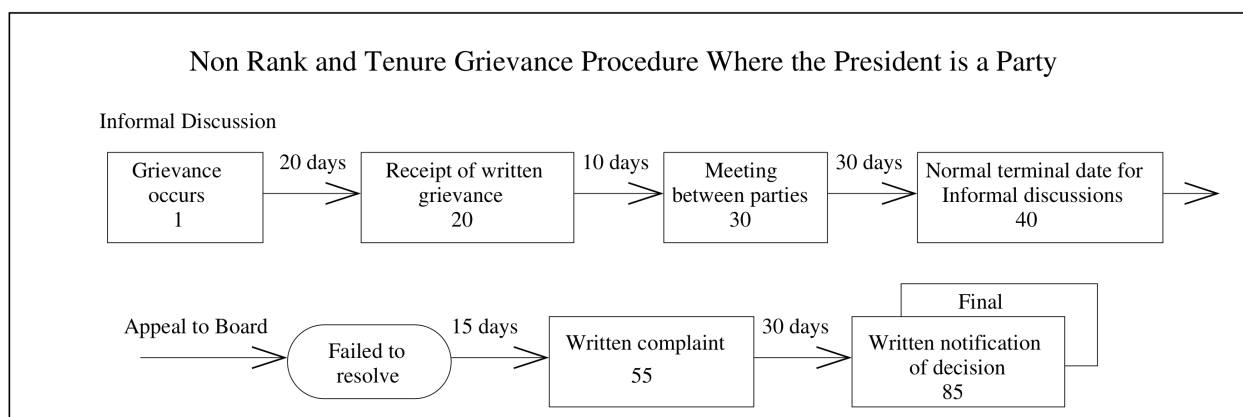 Non Rank and Tenure Grievance Procedure Where the President is a Party
Informal Discussion
Grievance
occurs
1
20 days
Receipt of written
grievance
20
10 days
Meeting
between parties
30
30 days
Normal terminal date for
Informal discussions
40
Appeal to Board
Failed to
resolve
15 days
Written complaint
55
30 days
Final
Written notification
of decision
85